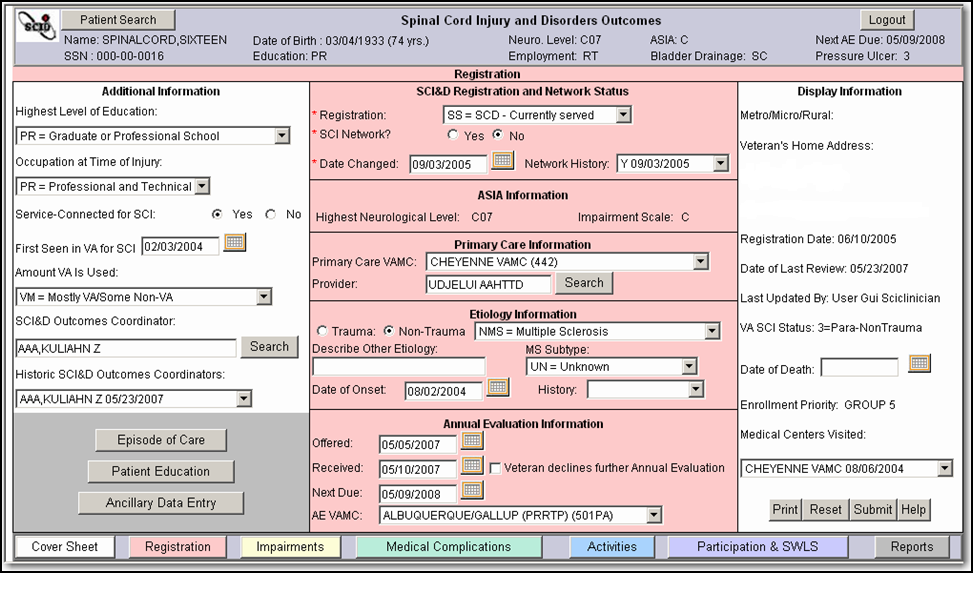 SCID
Patient Search
Spinal Cord Injury and Disorders Outcomes
Logout
Name: SPINALCORD,SIXTEEN
Date of Birth : 03/04/1933 (74 yrs.)
Neuro. Level: C07
ASIA: C
Next AE Due: 05/09/2008
SSN : 000-00-0016
Education: PR
Employment: RT
Bladder Drainage: SC
Pressure Ulcer: 3
Registration
Additional Information
Highest Level of Education:
PR = Graduate or Professional School
Occupation at Time of Injury:
PR = Professional and Technical
Service-Connected for SCI: Yes No
First Seen in VA for SCI 02/03/2004
Amount VA Is Used:
VM = Mostly VA/Some Non-VA
SCI&D Outcomes Coordinator:
AAA,KULIAHN Z Search
Historic SCI&D Outcomes Coordinators:
AAA,KULIAHN Z 05/23/2007
Episode of Care
Patient Education
Ancillary Data Entry
SCI&D Registration and Network Status
* Registration: SS = SCD - Currently served
* SCI Network? Yes No
* Date Changed: 09/03/2005 Network History: Y 09/03/2005
ASIA Information
Highest Neurological Level: C07 Impairment Scale: C
Primary Care Information
Primary Care VAMC: CHEYENNE VAMC (442)
Provider: UDJELUI AAHTTD Search
Etiology Information
Trauma: Non-Trauma NMS = Multiple Sclerosis
Describe Other Etiology: MS Subtype:
UN = Unknown
Date of Onset: 08/02/2004 History:
Annual Evaluation Information
Offered: 05/05/2007
Received: 05/10/2007 Veteran declines further Annual Evaluation
Next Due: 05/09/2008
AE VAMC: ALBUQUERQUE/GALLUP (PRRTP) (501PA)
Display Information
Metro/Micro/Rural:
Veteran's Home Address:
Registration Date: 06/10/2005
Date of Last Review: 05/23/2007
Last Updated By: User Gui Sciclinician
VA SCI Status: 3=Para-NonTrauma
Date of Death:
Enrollment Priority: GROUP 5
Medical Centers Visited:
CHEYENNE VAMC 08/06/2004
Print Reset Submit Help
Cover Sheet Registration Impairments Medical Complications Activities Participation & SWLS Reports